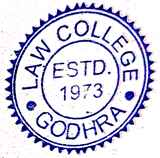 LAW COLLEGE
ESTD.
1973
GODHRA